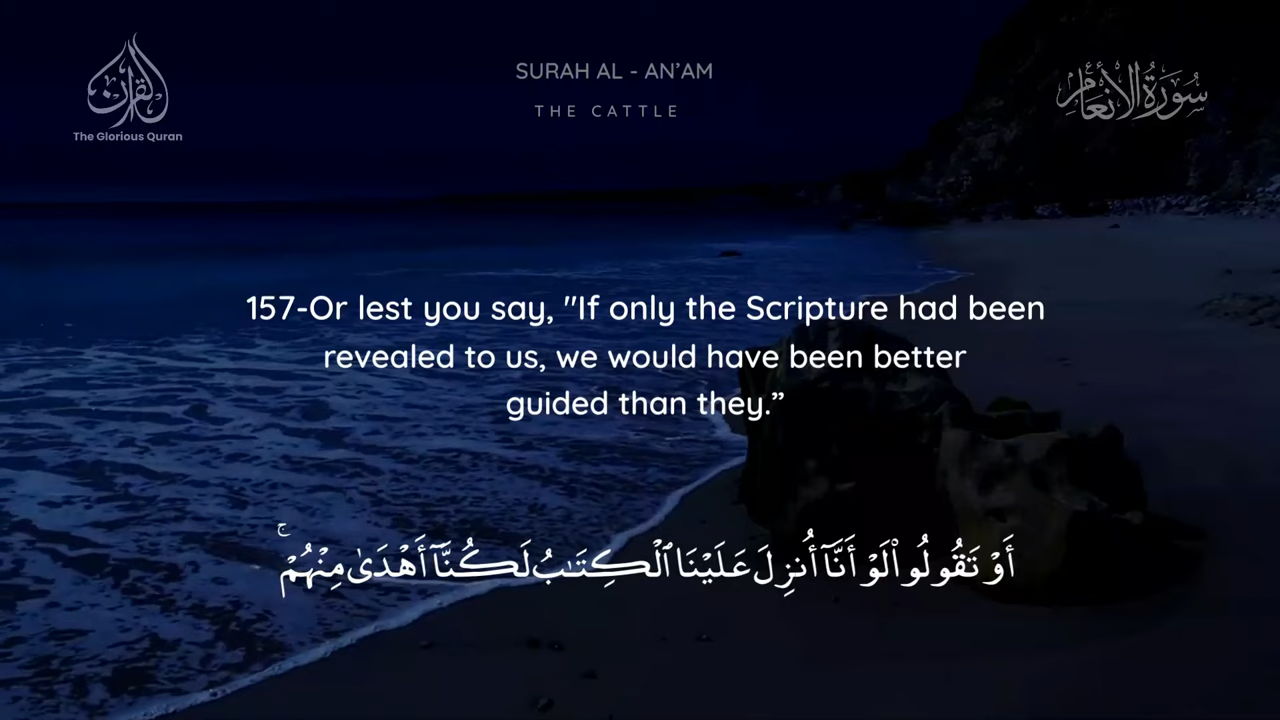 القرآن
The Glorious Quran
SURAH AL - AN’AM
THE CATTLE
سُورَةُ الأَنْعَام
157-Or lest you say, "If only the Scripture had been
revealed to us, we would have been better
guided than they.”
أَوْ تَقُولُوا۟ لَوْ أَنَّآ أُنزِلَ عَلَيْنَا ٱلْكِتَـٰبُ لَكُنَّآ أَهْدَىٰ مِنْهُمْ ۚ